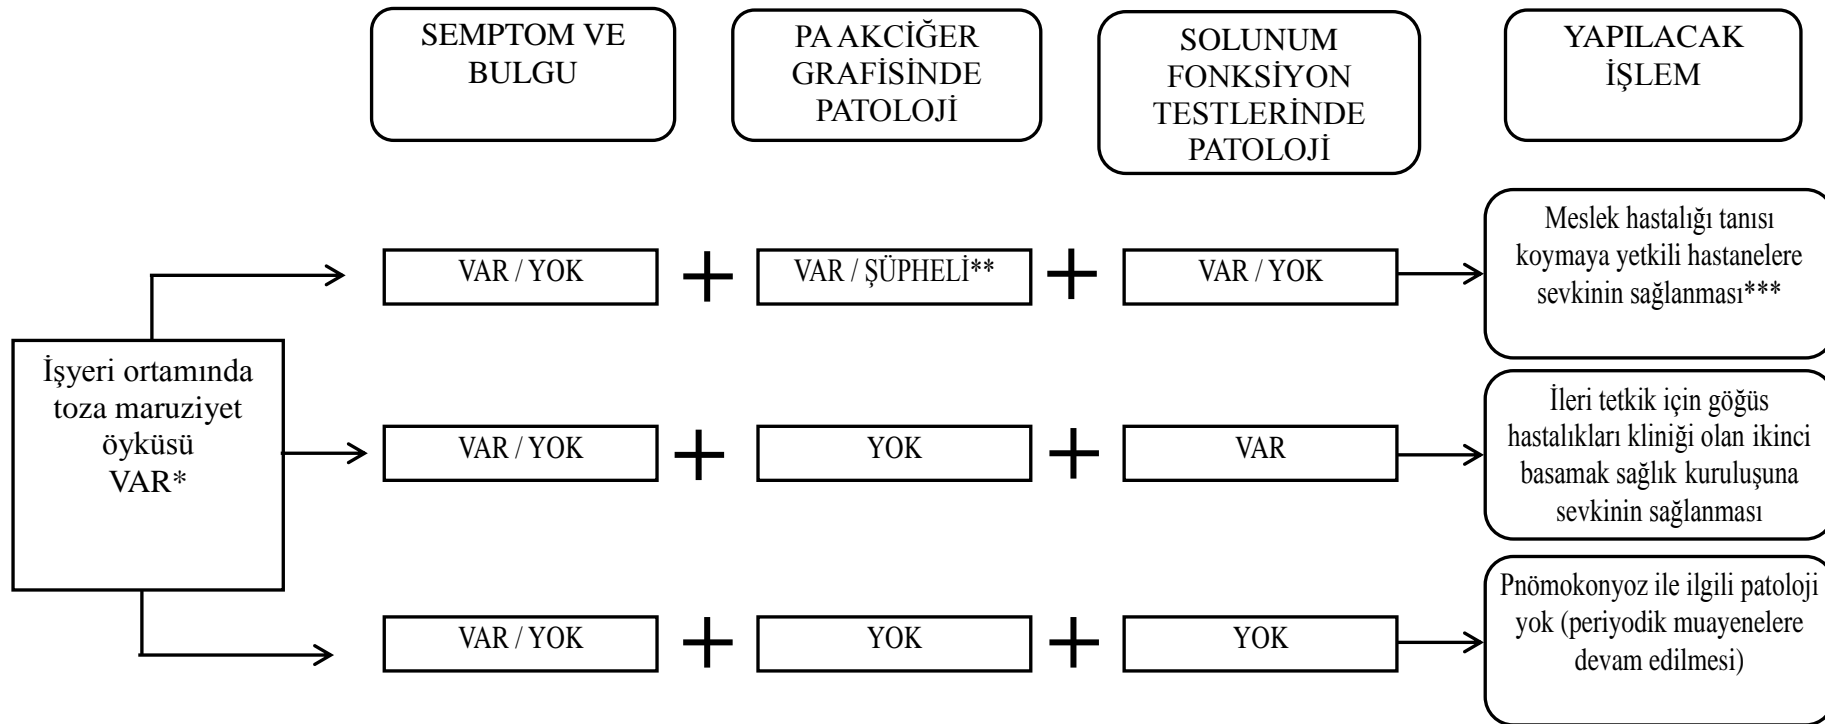 SEMPTOM VE
BULGU
PA AKCİĞER
GRAFİSİNDE
PATOLOJİ
SOLUNUM
FONKSİYON
TESTLERİNDE
PATOLOJİ
YAPILACAK
İŞLEM
İşyeri ortamında
toza maruziyet
öyküsü
VAR*
VAR / YOK
+
VAR / ŞÜPHELİ**
+
VAR / YOK
Meslek hastalığı tanısı
koymaya yetkili hastanelere
sevkinin sağlanması***
VAR / YOK
+
YOK
+
VAR
İleri tetkik için göğüs
hastalıkları kliniği olan ikinci
basamak sağlık kuruluşuna
sevkinin sağlanması
VAR / YOK
+
YOK
+
YOK
Pnömokonyoz ile ilgili patoloji
yok (periyodik muayenelere
devam edilmesi)